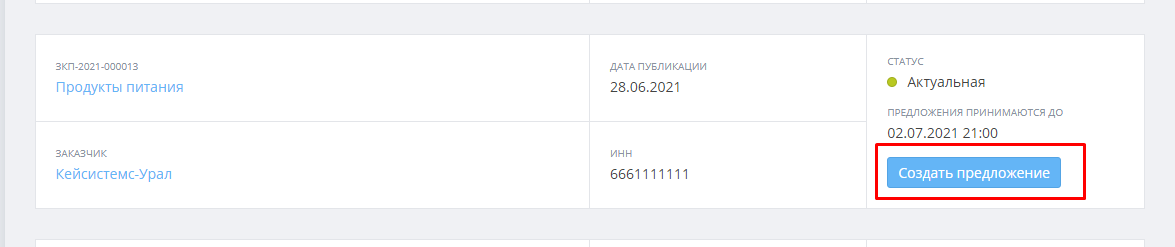 ЗКП-2021-000013
Продукты питания
ДАТА ПУБЛИКАЦИИ
28.06.2021
СТАТУС
Актуальная
ПРЕДЛОЖЕНИЯ ПРИНИМАЮТСЯ ДО
02.07.2021 21:00
ЗАКАЗЧИК
Кейсистемс-Урал
ИНН
6661111111
Создать предложение